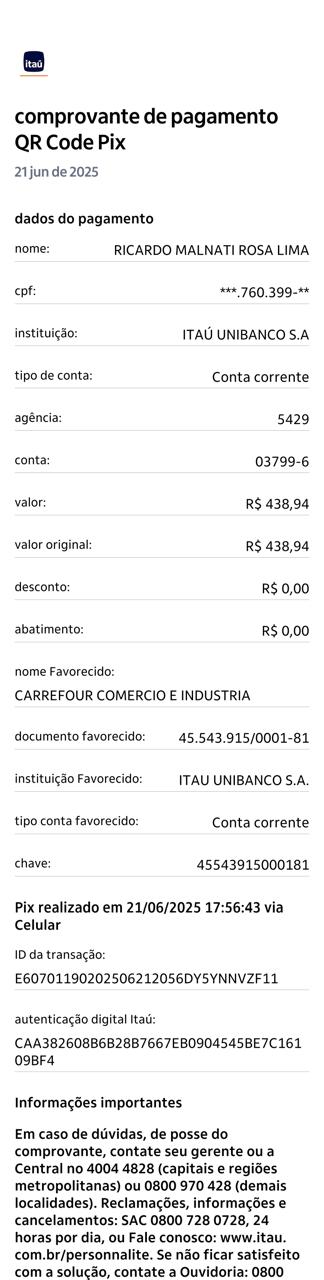 itaú
comprovante de pagamento
QR Code Pix
21 jun de 2025
dados do pagamento
nome: RICARDO MALNATI ROSA LIMA
cpf: ***.760.399-**
instituição: ITAÚ UNIBANCO S.A
tipo de conta: Conta corrente
agência: 5429
conta: 03799-6
valor: R$ 438,94
valor original: R$ 438,94
desconto: R$ 0,00
abatimento: R$ 0,00
nome Favorecido:
CARREFOUR COMERCIO E INDUSTRIA
documento favorecido: 45.543.915/0001-81
instituição Favorecido: ITAU UNIBANCO S.A.
tipo conta favorecido: Conta corrente
chave: 45543915000181
Pix realizado em 21/06/2025 17:56:43 via
Celular
ID da transação:
E60701190202506212056DY5YNNVZF11
autenticação digital Itaú:
CAA382608B6B28B7667EB0904545BE7C161
09BF4
Informações importantes
Em caso de dúvidas, de posse do
comprovante, contate seu gerente ou a
Central no 4004 4828 (capitais e regiões
metropolitanas) ou 0800 970 428 (demais
localidades). Reclamações, informações e
cancelamentos: SAC 0800 728 0728, 24
horas por dia, ou Fale conosco: www.itau.
com.br/personnalite. Se não ficar satisfeito
com a solução, contate a Ouvidoria: 0800